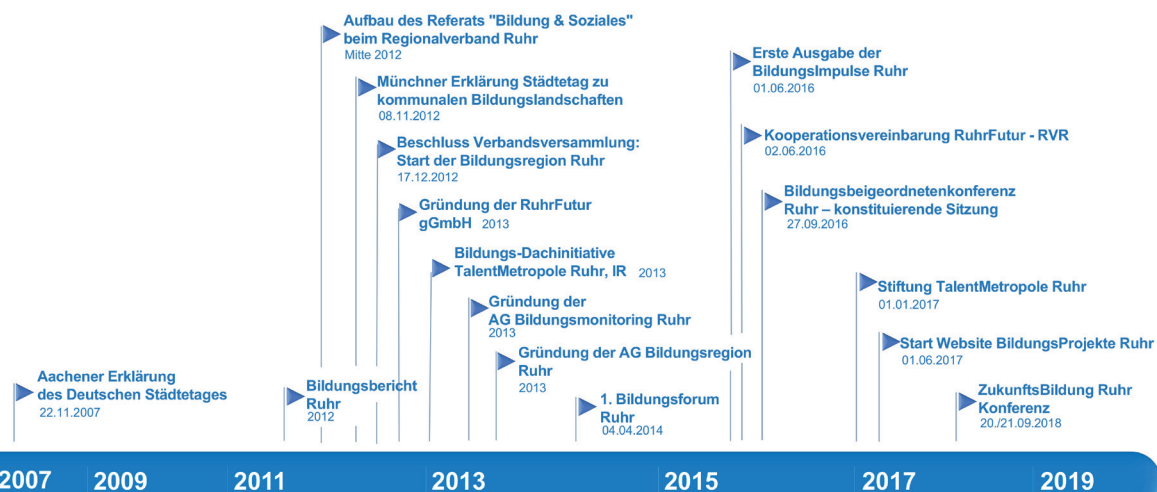 Aufbau des Referats "Bildung & Soziales"
beim Regionalverband Ruhr
Mitte 2012
Münchner Erklärung Städtetag zu
kommunalen Bildungslandschaften
08.11.2012
Beschluss Verbandsversammlung:
Start der Bildungsregion Ruhr
17.12.2012
Gründung der RuhrFutur
gGmbH 2013
Bildungs-Dachinitiative
TalentMetropole Ruhr, IR 2013
Gründung der
AG Bildungsmonitoring Ruhr
2013
Gründung der AG Bildungsregion
Ruhr
2013
Aachener Erklärung
des Deutschen Städtetages
22.11.2007
Bildungsbericht
Ruhr
2012
1. Bildungsforum
Ruhr
04.04.2014
Erste Ausgabe der
BildungsImpulse Ruhr
01.06.2016
Kooperationsvereinbarung RuhrFutur - RVR
02.06.2016
Bildungsbeigeordnetenkonferenz
Ruhr – konstituierende Sitzung
27.09.2016
Stiftung TalentMetropole Ruhr
01.01.2017
Start Website BildungsProjekte Ruhr
01.06.2017
ZukunftsBildung Ruhr
Konferenz
20./21.09.2018
2007 2009 2011 2013 2015 2017 2019